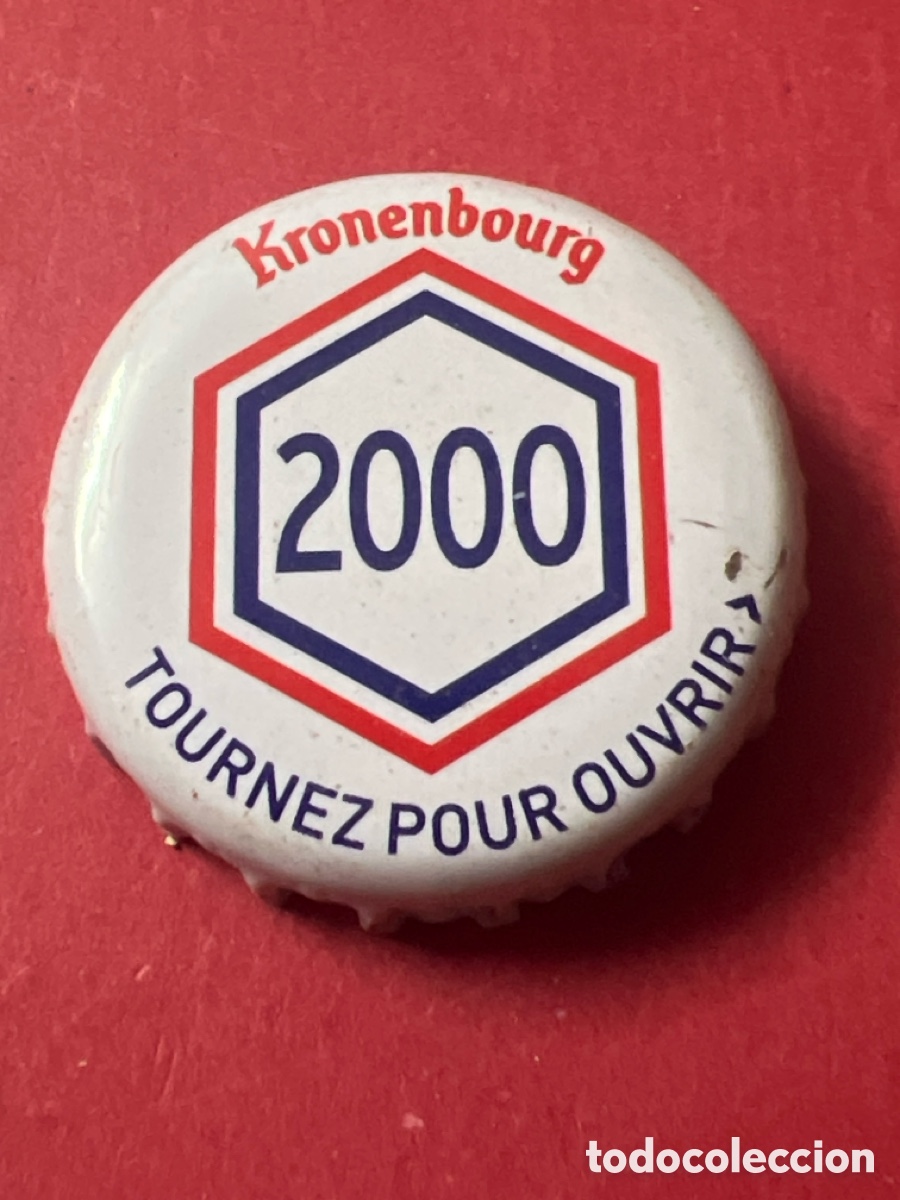 Kronenbourg
2000
TOURNEZ POUR OUVRIR >
todocoleccion